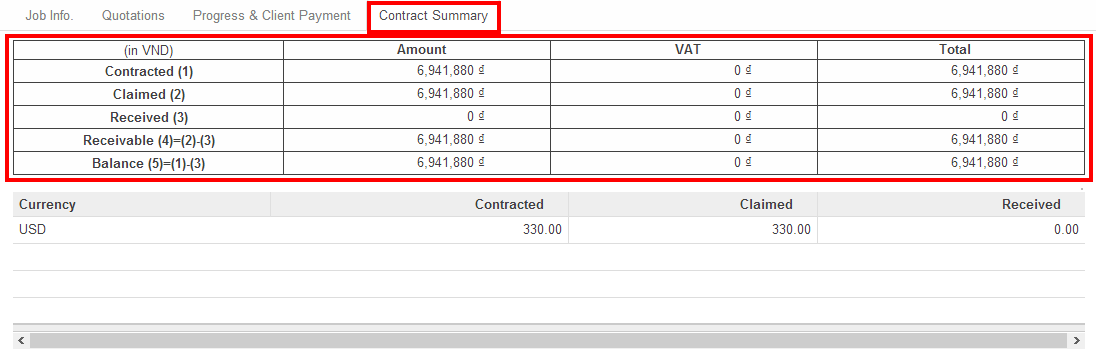 Job Info. Quotations Progress & Client Payment Contract Summary
(in VND) Amount VAT Total
Contracted (1) 6,941,880 ₫ 0 ₫ 6,941,880 ₫
Claimed (2) 6,941,880 ₫ 0 ₫ 6,941,880 ₫
Received (3) 0 ₫ 0 ₫ 0 ₫
Receivable (4)=(2)-(3) 6,941,880 ₫ 0 ₫ 6,941,880 ₫
Balance (5)=(1)-(3) 6,941,880 ₫ 0 ₫ 6,941,880 ₫
Currency Contracted Claimed Received
USD 330.00 330.00 0.00